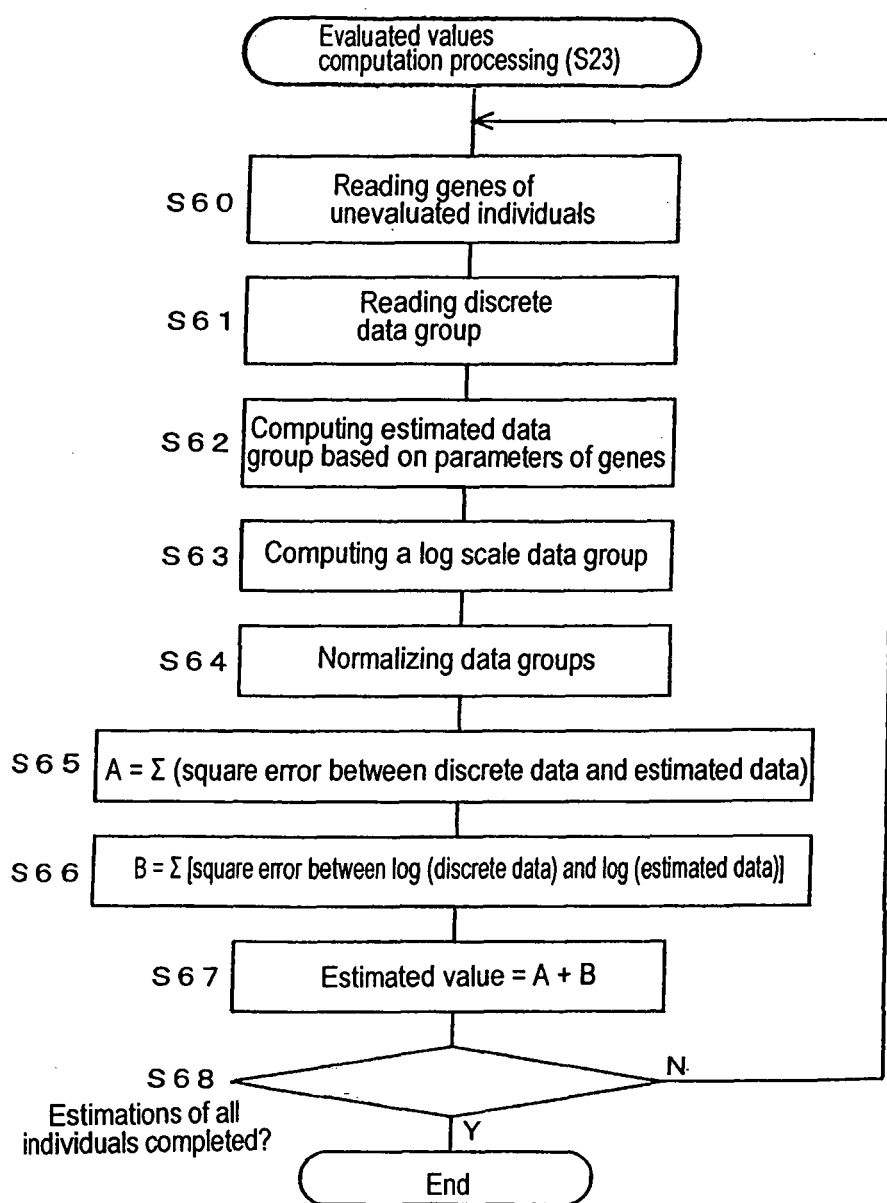 Evaluated values
computation processing (S23)
S60
Reading genes of
unevaluated individuals
S61
Reading discrete
data group
S62
Computing estimated data
group based on parameters of genes
S63
Computing a log scale data group
S64
Normalizing data groups
S65
A = Σ (square error between discrete data and estimated data)
S66
B = Σ [square error between log (discrete data) and log (estimated data)]
S67
Estimated value = A + B
S68
N
Estimations of all
individuals completed?
Y
End